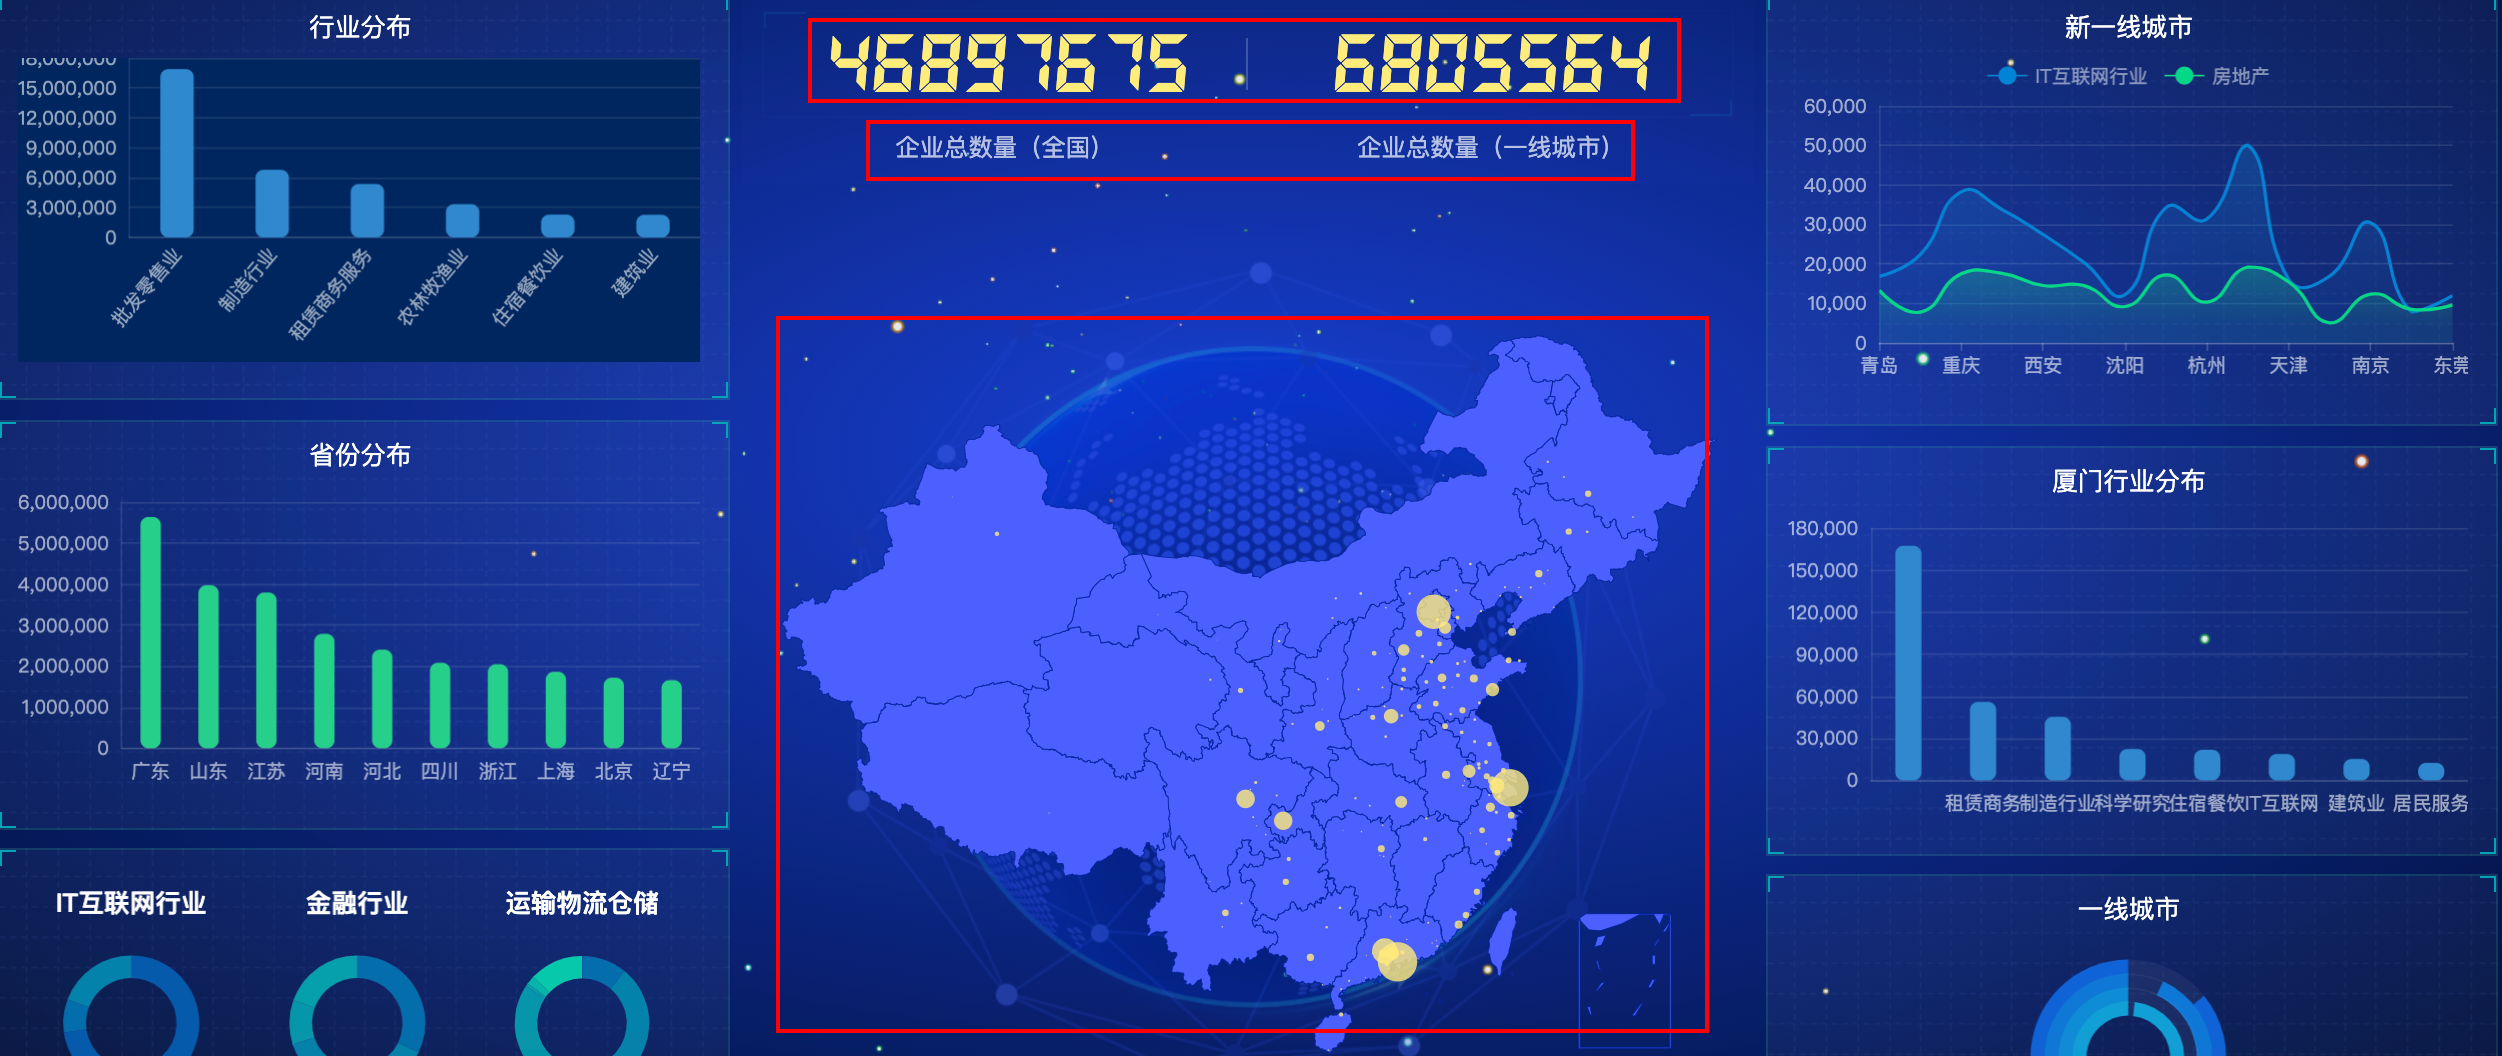 行业分布
18,000,000
15,000,000
12,000,000
9,000,000
6,000,000
3,000,000
0
批发零售业
制造行业
租赁商务服务
农林牧渔业
住宿餐饮业
建筑业
省份分布
6,000,000
5,000,000
4,000,000
3,000,000
2,000,000
1,000,000
0
广东 山东 江苏 河南 河北 四川 浙江 上海 北京 辽宁
IT互联网行业 金融行业 运输物流仓储
46897675 6805564
企业总数量（全国） 企业总数量（一线城市）
新一线城市
IT互联网行业 房地产
60,000
50,000
40,000
30,000
20,000
10,000
0
青岛 重庆 西安 沈阳 杭州 天津 南京 东莞
厦门行业分布
180,000
150,000
120,000
90,000
60,000
30,000
0
租赁商务 制造行业 科学研究 住宿餐饮 IT互联网 建筑业 居民服务
一线城市